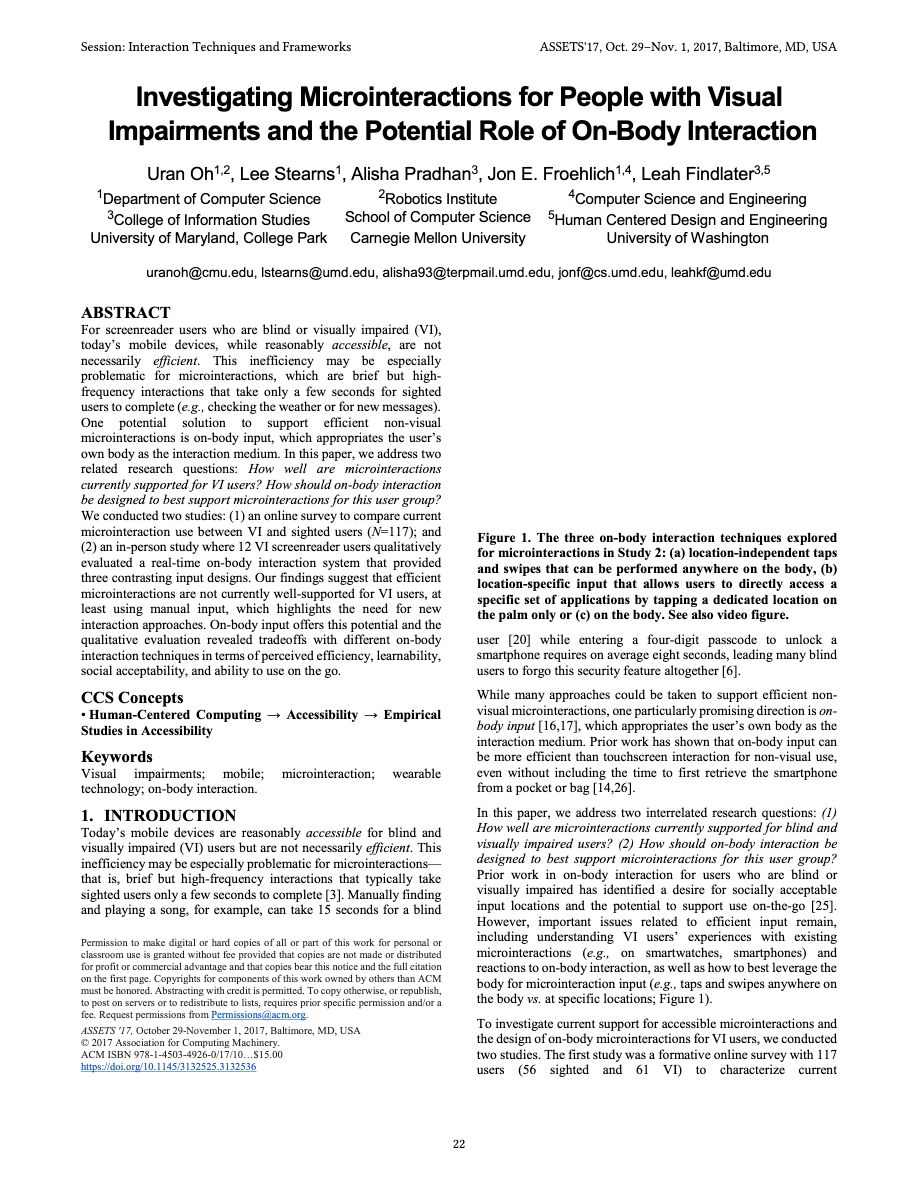 Session: Interaction Techniques and Frameworks
ASSETS'17, Oct. 29–Nov. 1, 2017, Baltimore, MD, USA
Investigating Microinteractions for People with Visual
Impairments and the Potential Role of On-Body Interaction
Uran Oh1,2, Lee Stearns1, Alisha Pradhan3, Jon E. Froehlich1,4, Leah Findlater3,5
1Department of Computer Science
3College of Information Studies
University of Maryland, College Park
2Robotics Institute
School of Computer Science
Carnegie Mellon University
4Computer Science and Engineering
5Human Centered Design and Engineering
University of Washington
uranoh@cmu.edu, lstearns@umd.edu, alisha93@terpmail.umd.edu, jonf@cs.umd.edu, leahkf@umd.edu
ABSTRACT
For screenreader users who are blind or visually impaired (VI),
today's mobile devices, while reasonably accessible, are not
necessarily efficient. This inefficiency may be especially
problematic for microinteractions, which are brief but high-
frequency interactions that take only a few seconds for sighted
users to complete (e.g., checking the weather or for new messages).
One potential solution to support efficient non-visual
microinteractions is on-body input, which appropriates the user's
own body as the interaction medium. In this paper, we address two
related research questions: How well are microinteractions
currently supported for VI users? How should on-body interaction
be designed to best support microinteractions for this user group?
We conducted two studies: (1) an online survey to compare current
microinteraction use between VI and sighted users (N=117); and
(2) an in-person study where 12 VI screenreader users qualitatively
evaluated a real-time on-body interaction system that provided
three contrasting input designs. Our findings suggest that efficient
microinteractions are not currently well-supported for VI users, at
least using manual input, which highlights the need for new
interaction approaches. On-body input offers this potential and the
qualitative evaluation revealed tradeoffs with different on-body
interaction techniques in terms of perceived efficiency, learnability,
social acceptability, and ability to use on the go.
CCS Concepts
• Human-Centered Computing → Accessibility → Empirical
Studies in Accessibility
Keywords
Visual impairments; mobile; microinteraction; wearable
technology; on-body interaction.
1. INTRODUCTION
Today's mobile devices are reasonably accessible for blind and
visually impaired (VI) users but are not necessarily efficient. This
inefficiency may be especially problematic for microinteractions—
that is, brief but high-frequency interactions that typically take
sighted users only a few seconds to complete [3]. Manually finding
and playing a song, for example, can take 15 seconds for a blind
Permission to make digital or hard copies of all or part of this work for personal or
classroom use is granted without fee provided that copies are not made or distributed
for profit or commercial advantage and that copies bear this notice and the full citation
on the first page. Copyrights for components of this work owned by others than ACM
must be honored. Abstracting with credit is permitted. To copy otherwise, or republish,
to post on servers or to redistribute to lists, requires prior specific permission and/or a
fee. Request permissions from Permissions@acm.org.
ASSETS '17, October 29-November 1, 2017, Baltimore, MD, USA
© 2017 Association for Computing Machinery.
ACM ISBN 978-1-4503-4926-0/17/10…$15.00
https://doi.org/10.1145/3132525.3132536
Figure 1. The three on-body interaction techniques explored
for microinteractions in Study 2: (a) location-independent taps
and swipes that can be performed anywhere on the body, (b)
location-specific input that allows users to directly access a
specific set of applications by tapping a dedicated location on
the palm only or (c) on the body. See also video figure.
user [20] while entering a four-digit passcode to unlock a
smartphone requires on average eight seconds, leading many blind
users to forgo this security feature altogether [6].
While many approaches could be taken to support efficient non-
visual microinteractions, one particularly promising direction is on-
body input [16,17], which appropriates the user's own body as the
interaction medium. Prior work has shown that on-body input can
be more efficient than touchscreen interaction for non-visual use,
even without including the time to first retrieve the smartphone
from a pocket or bag [14,26].
In this paper, we address two interrelated research questions: (1)
How well are microinteractions currently supported for blind and
visually impaired users? (2) How should on-body interaction be
designed to best support microinteractions for this user group?
Prior work in on-body interaction for users who are blind or
visually impaired has identified a desire for socially acceptable
input locations and the potential to support use on-the-go [25].
However, important issues related to efficient input remain,
including understanding VI users' experiences with existing
microinteractions (e.g., on smartwatches, smartphones) and
reactions to on-body interaction, as well as how to best leverage the
body for microinteraction input (e.g., taps and swipes anywhere on
the body vs. at specific locations; Figure 1).
To investigate current support for accessible microinteractions and
the design of on-body microinteractions for VI users, we conducted
two studies. The first study was a formative online survey with 117
users (56 sighted and 61 VI) to characterize current
22